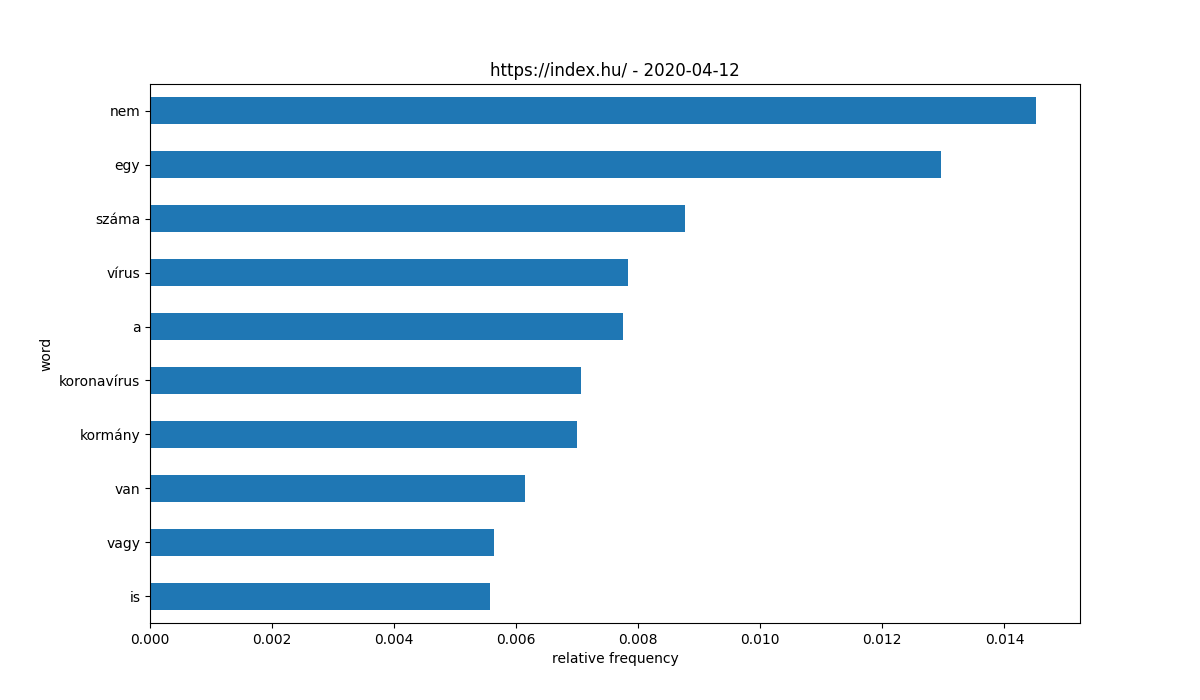 https://index.hu/ - 2020-04-12
nem
egy
száma
vírus
a
word
koronavírus
kormány
van
vagy
is
0.000 0.002 0.004 0.006 0.008 0.010 0.012 0.014
relative frequency